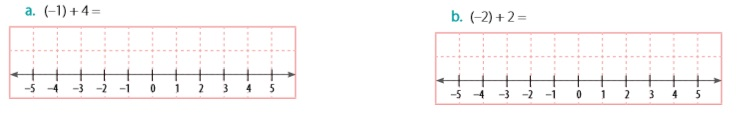 a. (–1) + 4 =
–5 –4 –3 –2 –1 0 1 2 3 4 5
b. (–2) + 2 =
–5 –4 –3 –2 –1 0 1 2 3 4 5